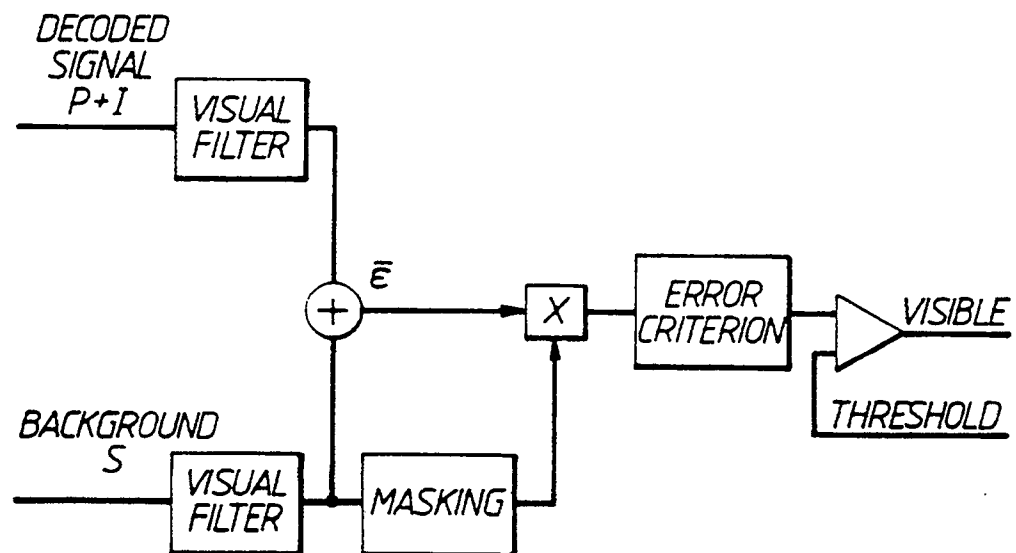 DECODED
SIGNAL
P+I
VISUAL
FILTER
+
ε̅
X
ERROR
CRITERION
VISIBLE
THRESHOLD
BACKGROUND
S
VISUAL
FILTER
MASKING